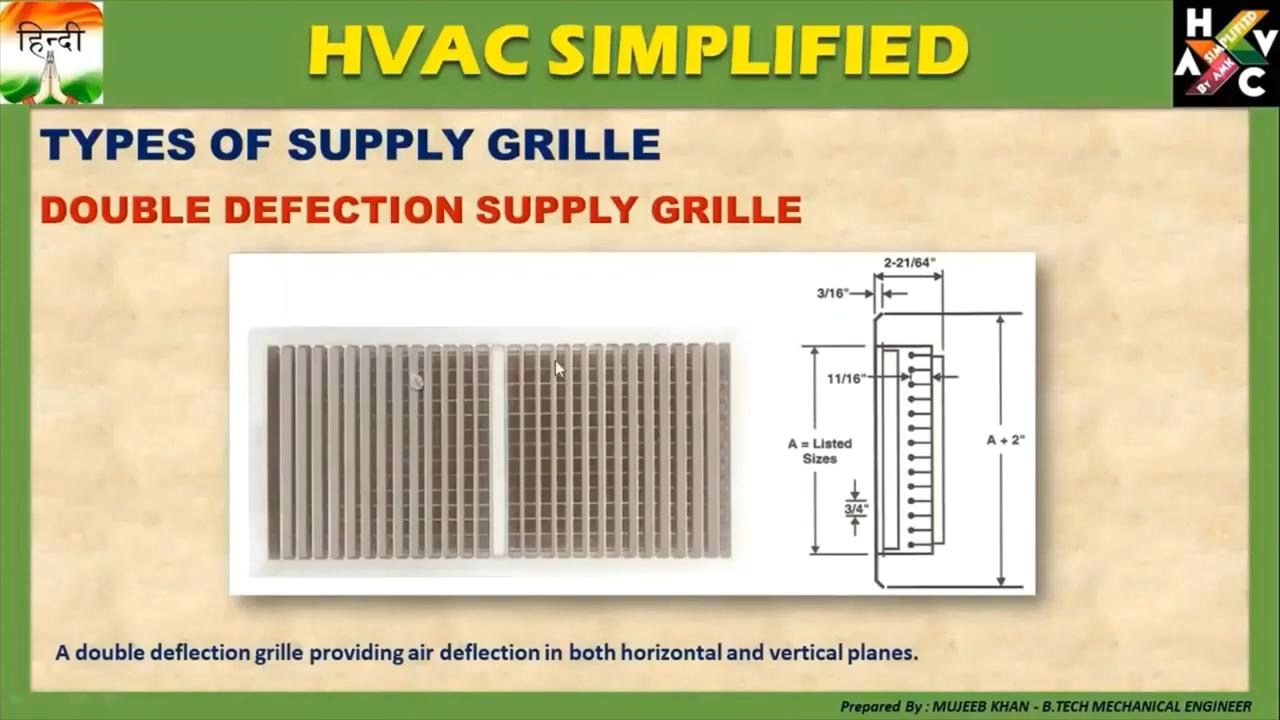 हिन्दी
HVAC SIMPLIFIED
H V A C
SIMPLIFIED
BY AMK
TYPES OF SUPPLY GRILLE
DOUBLE DEFECTION SUPPLY GRILLE
2-21/64"
3/16"
11/16"
A = Listed
Sizes
A + 2"
3/4"
A double deflection grille providing air deflection in both horizontal and vertical planes.
Prepared By : MUJEEB KHAN - B.TECH MECHANICAL ENGINEER